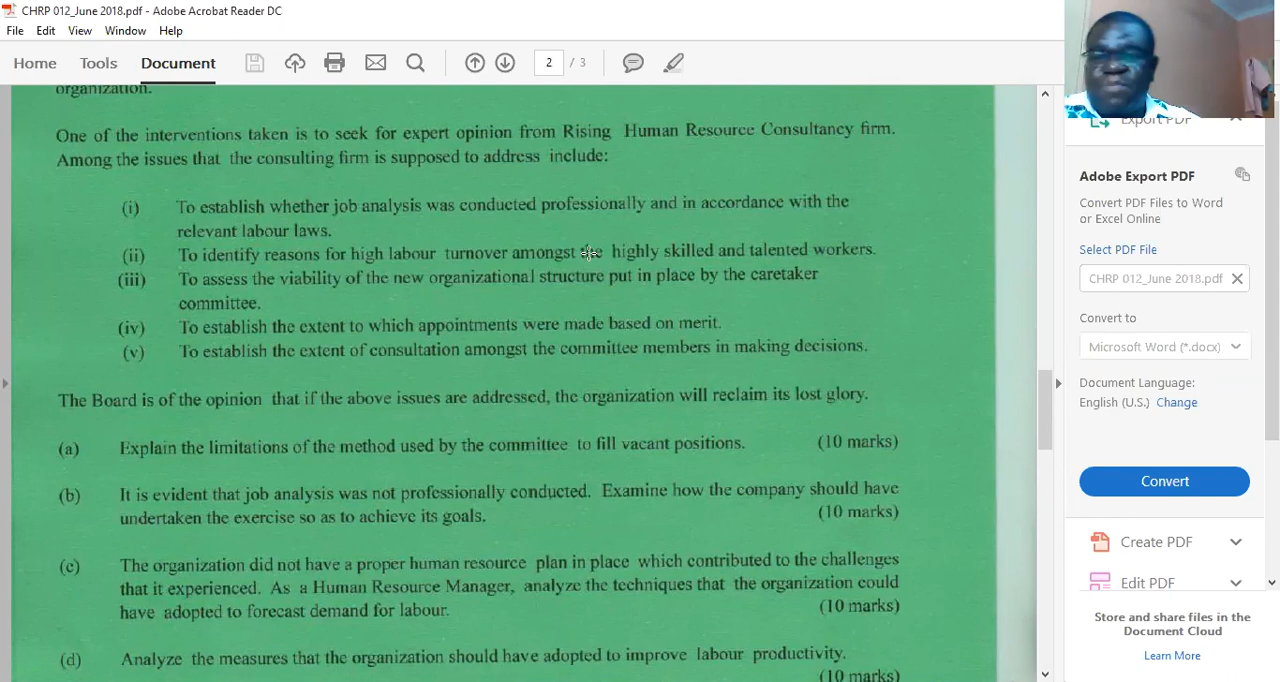 CHRP 012_June 2018.pdf - Adobe Acrobat Reader DC
File Edit View Window Help
Home Tools Document 2 / 3
organization.
One of the interventions taken is to seek for expert opinion from Rising Human Resource Consultancy firm.
Among the issues that the consulting firm is supposed to address include:
(i) To establish whether job analysis was conducted professionally and in accordance with the
relevant labour laws.
(ii) To identify reasons for high labour turnover amongst the highly skilled and talented workers.
(iii) To assess the viability of the new organizational structure put in place by the caretaker
committee.
(iv) To establish the extent to which appointments were made based on merit.
(v) To establish the extent of consultation amongst the committee members in making decisions.
The Board is of the opinion that if the above issues are addressed, the organization will reclaim its lost glory.
(a) Explain the limitations of the method used by the committee to fill vacant positions. (10 marks)
(b) It is evident that job analysis was not professionally conducted. Examine how the company should have
undertaken the exercise so as to achieve its goals. (10 marks)
(c) The organization did not have a proper human resource plan in place which contributed to the challenges
that it experienced. As a Human Resource Manager, analyze the techniques that the organization could
have adopted to forecast demand for labour. (10 marks)
(d) Analyze the measures that the organization should have adopted to improve labour productivity.
(10 marks)
Export PDF
Adobe Export PDF
Convert PDF Files to Word
or Excel Online
Select PDF File
CHRP 012_June 2018.pdf
Convert to
Microsoft Word (*.docx)
Document Language:
English (U.S.) Change
Convert
Create PDF
Edit PDF
Store and share files in the
Document Cloud
Learn More